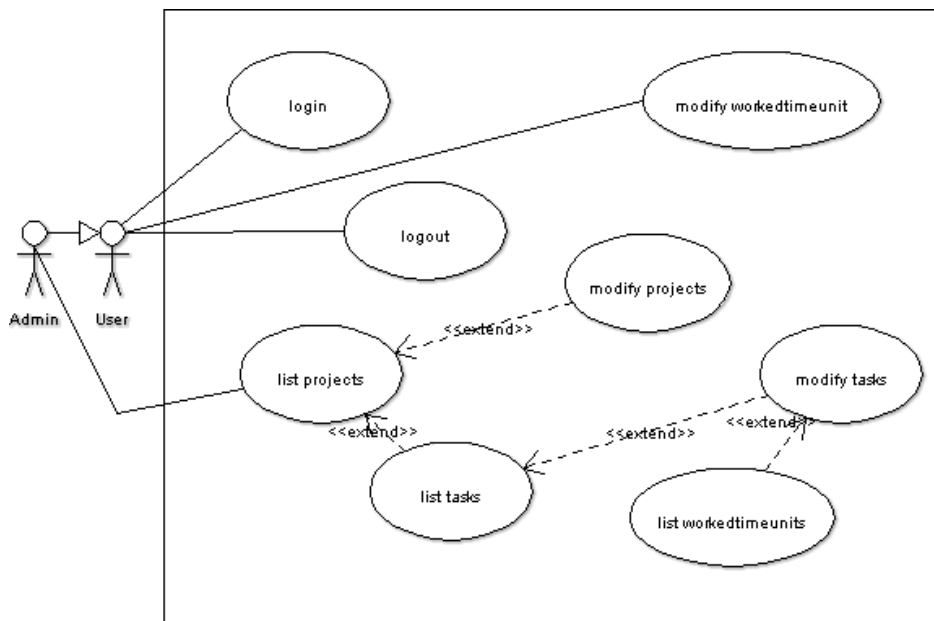 login
modify workedtimeunit
logout
modify projects
Admin
User
<<extend>>
list projects
modify tasks
<<extend>>
<<extend>>
<<extend>>
list tasks
list workedtimeunits